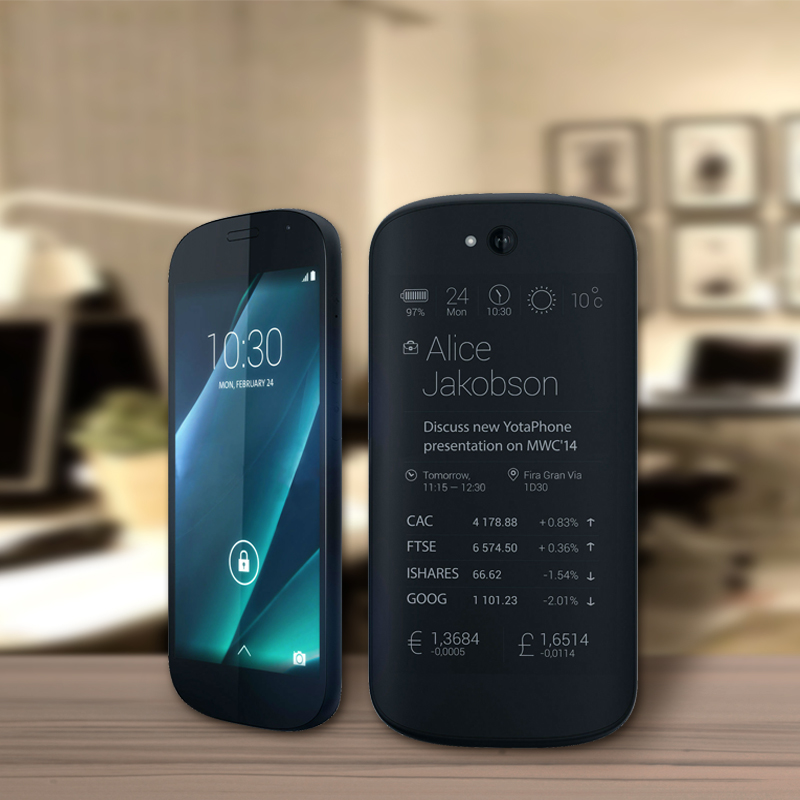 10:30
MON, FEBRUARY 24
97%
24
Mon
10:30
10°c
Alice
Jakobson
Discuss new YotaPhone
presentation on MWC'14
Tomorrow, Fira Gran Via
11:15 — 12:30 1D30
CAC 4 178.88 +0.83% ↑
FTSE 6 574.50 +0.36% ↑
ISHARES 66.62 -1.54% ↓
GOOG 1 101.23 -2.01% ↓
€ 1,3684 £ 1,6514
-0,0005 -0,0114